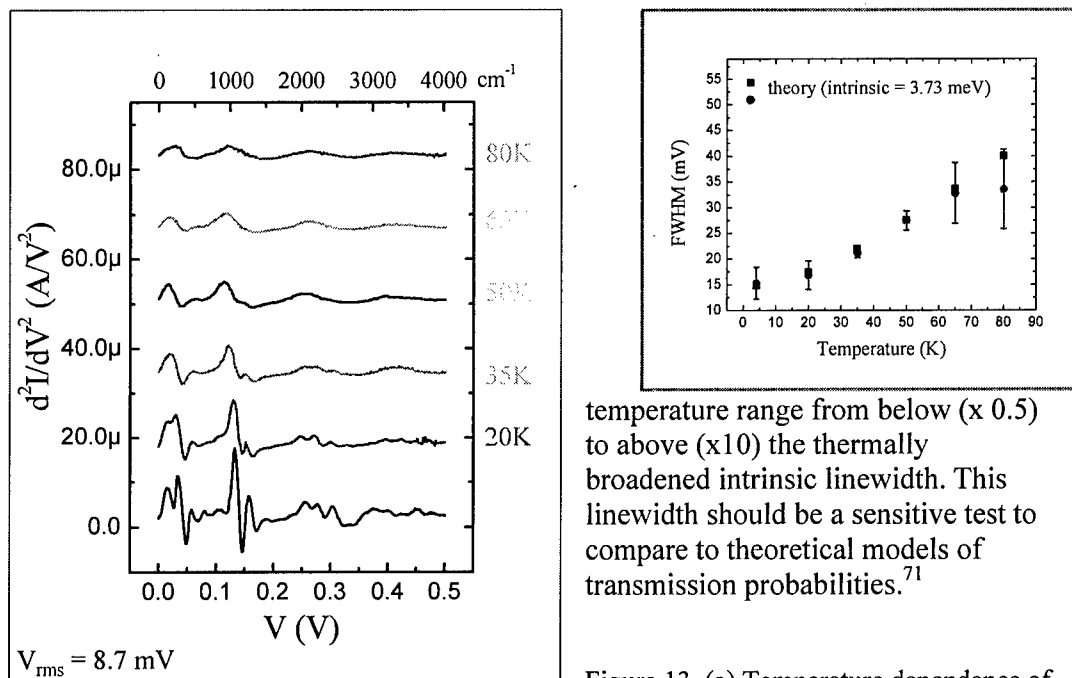 0 1000 2000 3000 4000 cm⁻¹
80K
80.0μ
60.0μ
50K
40.0μ
35K
20.0μ
20K
0.0
d²I/dV² (A/V²)
0.0 0.1 0.2 0.3 0.4 0.5
V (V)
V_rms = 8.7 mV
theory (intrinsic = 3.73 meV)
55
50
45
40
35
30
25
20
15
10
FWHM (mV)
0 10 20 30 40 50 60 70 80 90
Temperature (K)
temperature range from below (x 0.5)
to above (x10) the thermally
broadened intrinsic linewidth. This
linewidth should be a sensitive test to
compare to theoretical models of
transmission probabilities.⁷¹
Figure 13. (a) Temperature dependence of